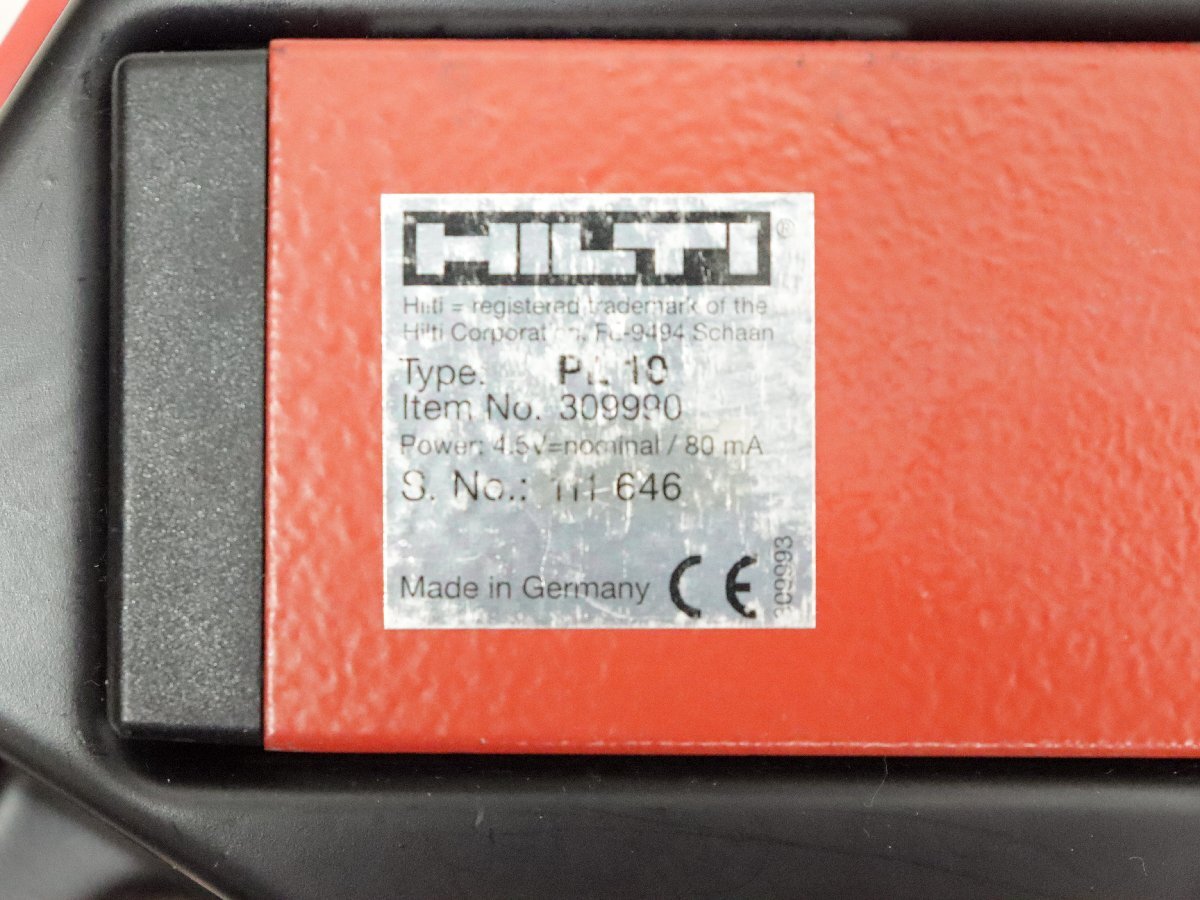 HILTI ®
Hilti = registered trademark of the
Hilti Corporation, FL-9494 Schaan
Type: PL 10
Item No. 309990
Power: 4.5V=nominal / 80 mA
S. No.: 111 646
Made in Germany CE
309993